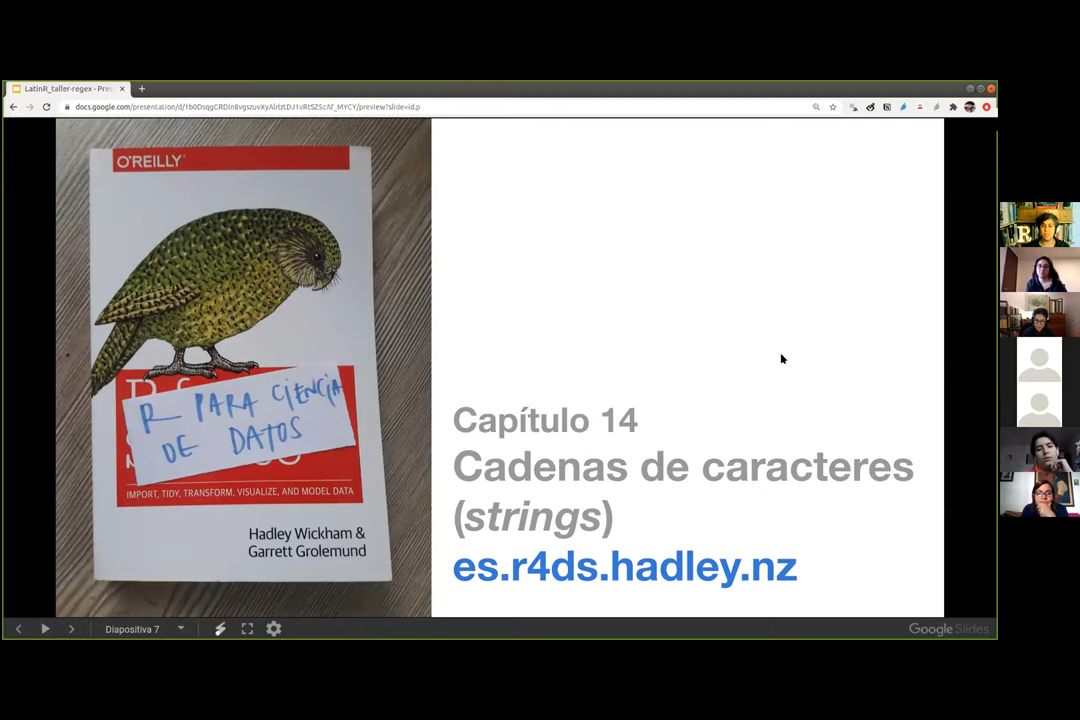 LatinR_taller-regex - Pres
docs.google.com/presentation/d/1b0DsqgCRDln8vgszuvXyAlrlztDJ1vRtSZScAf_MYCY/preview?slide=id.p
O'REILLY
R PARA CIENCIA
DE DATOS
IMPORT, TIDY, TRANSFORM, VISUALIZE, AND MODEL DATA
Hadley Wickham &
Garrett Grolemund
Capítulo 14
Cadenas de caracteres
(strings)
es.r4ds.hadley.nz
Diapositiva 7
Google Slides
R